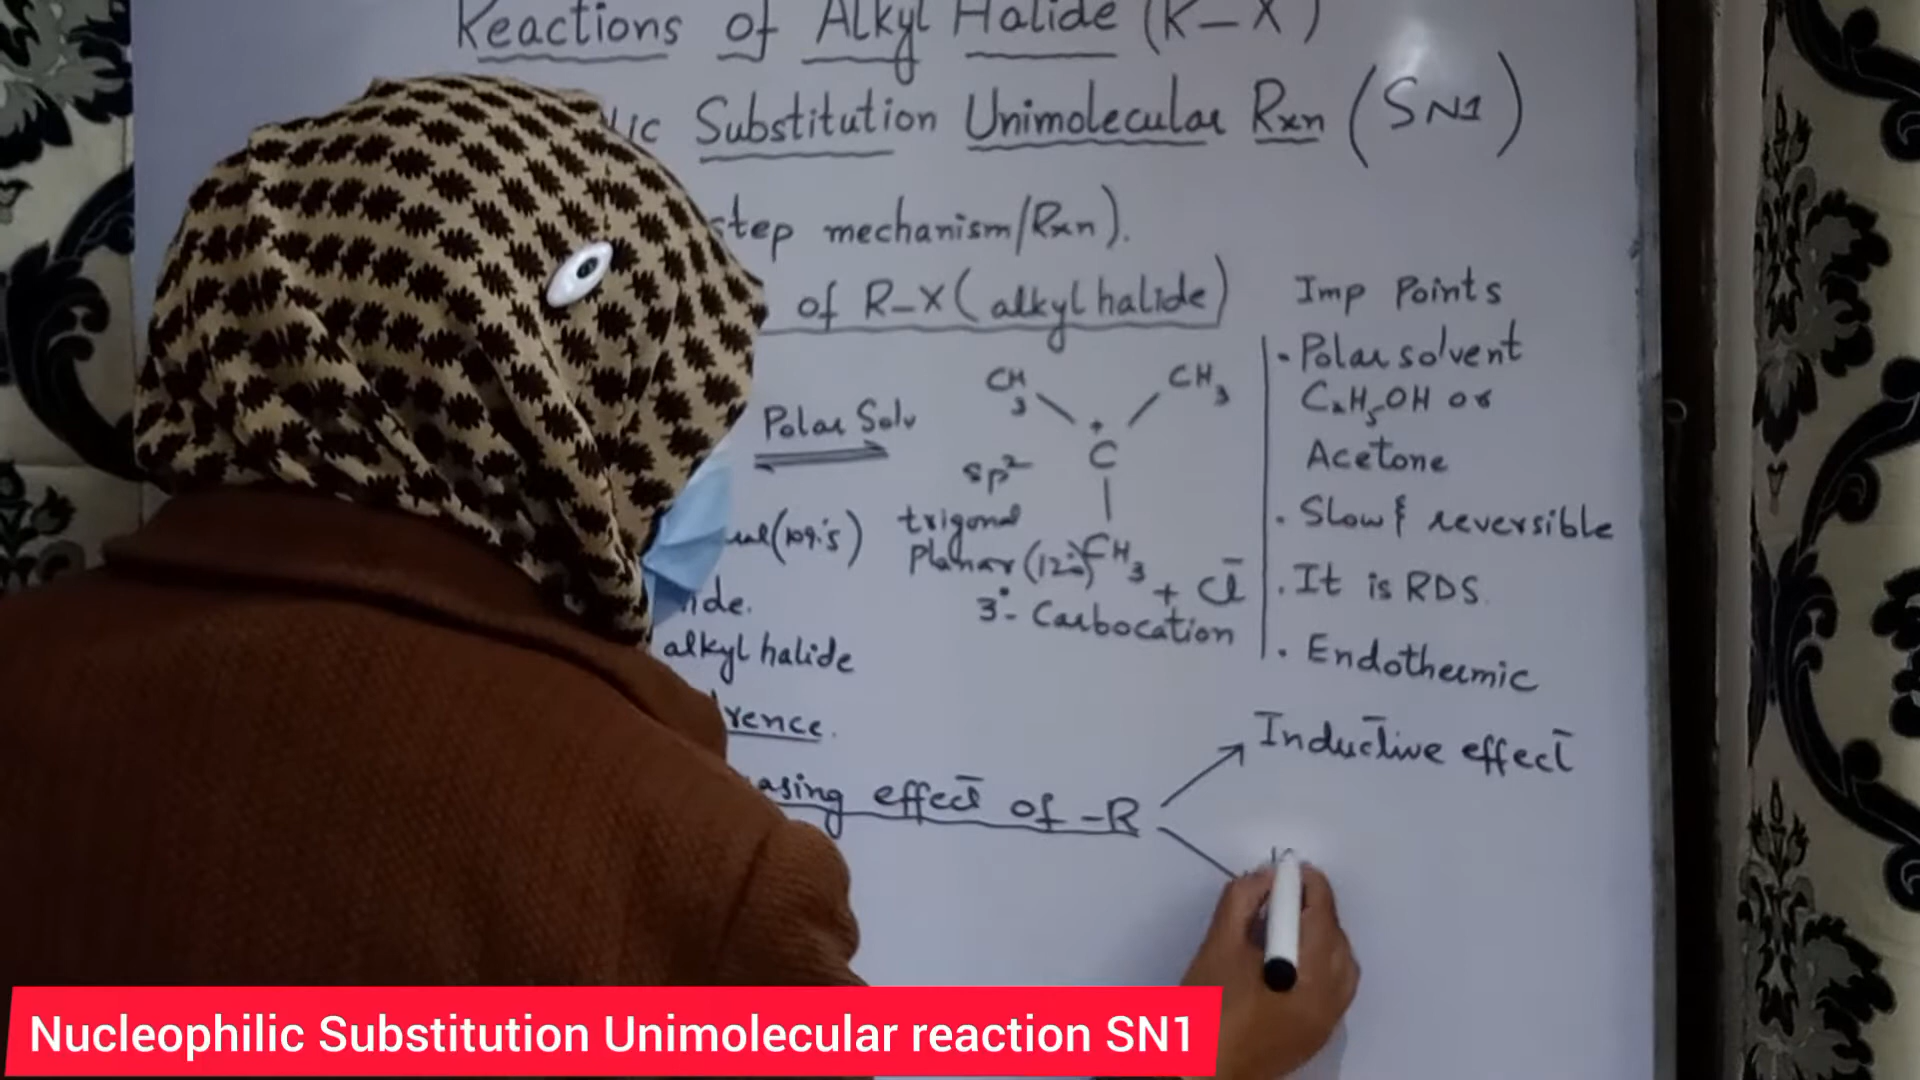 Reactions of Alkyl Halide (R-X)
Substitution Unimolecular Rxn (SN1)
step mechanism/Rxn).
of R-X (alkyl halide)
Imp Points
Polar Solv
CH3
CH3
+
C
sp2
trigonal
Planar (120)
CH3
+ Cl-
3°- Carbocation
(109.5)
alkyl halide
effect of -R
Inductive effect
• Polar solvent
C2H5OH or
Acetone
• Slow & reversible
• It is RDS.
• Endothermic
Nucleophilic Substitution Unimolecular reaction SN1